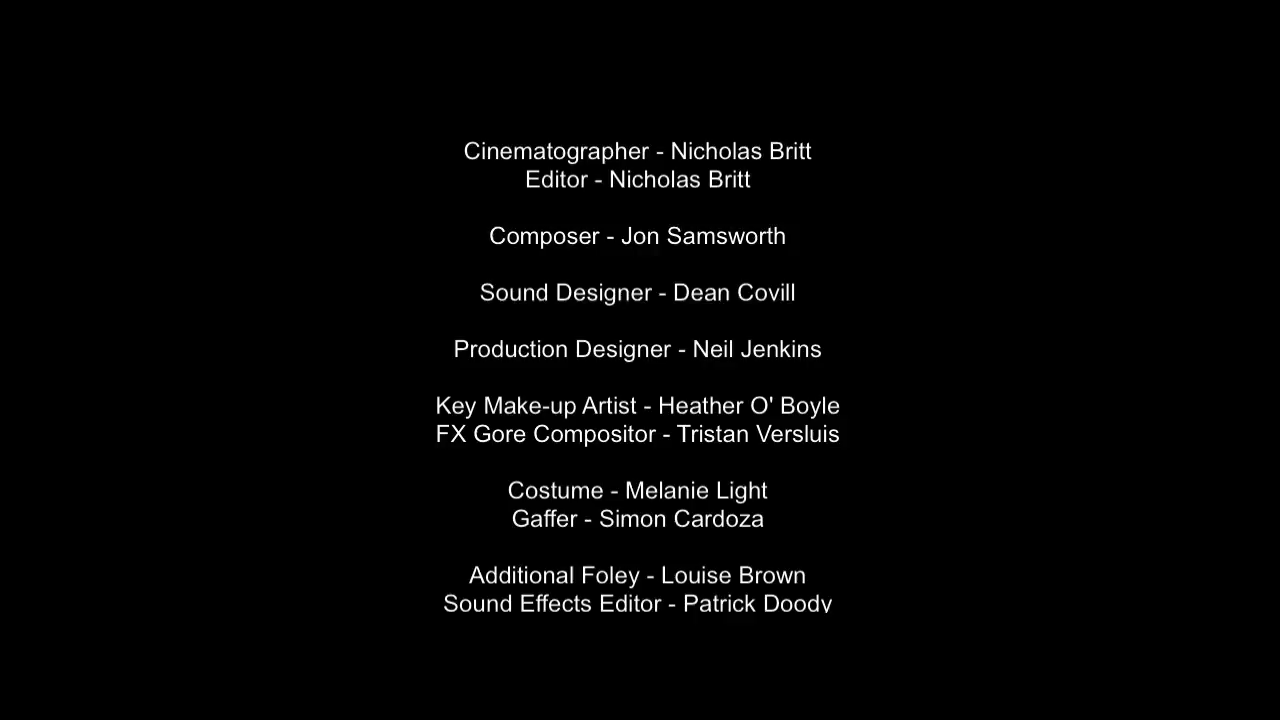 Cinematographer - Nicholas Britt
Editor - Nicholas Britt
Composer - Jon Samsworth
Sound Designer - Dean Covill
Production Designer - Neil Jenkins
Key Make-up Artist - Heather O' Boyle
FX Gore Compositor - Tristan Versluis
Costume - Melanie Light
Gaffer - Simon Cardoza
Additional Foley - Louise Brown
Sound Effects Editor - Patrick Doody